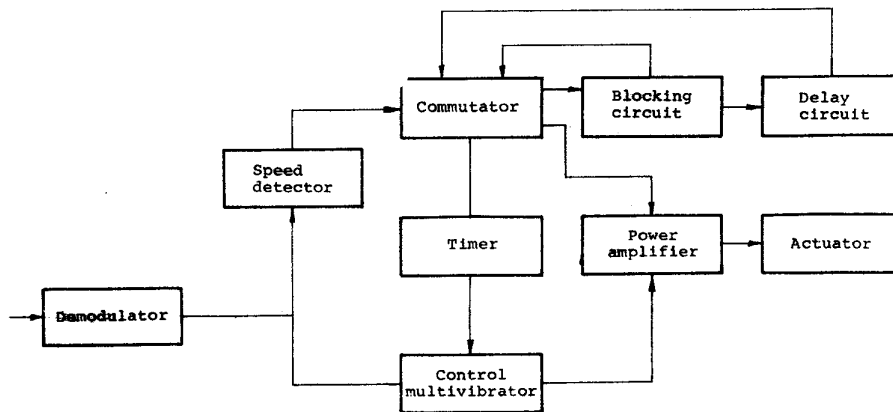 Commutator
Blocking
circuit
Delay
circuit
Speed
detector
Timer
Power
amplifier
Actuator
Demodulator
Control
multivibrator